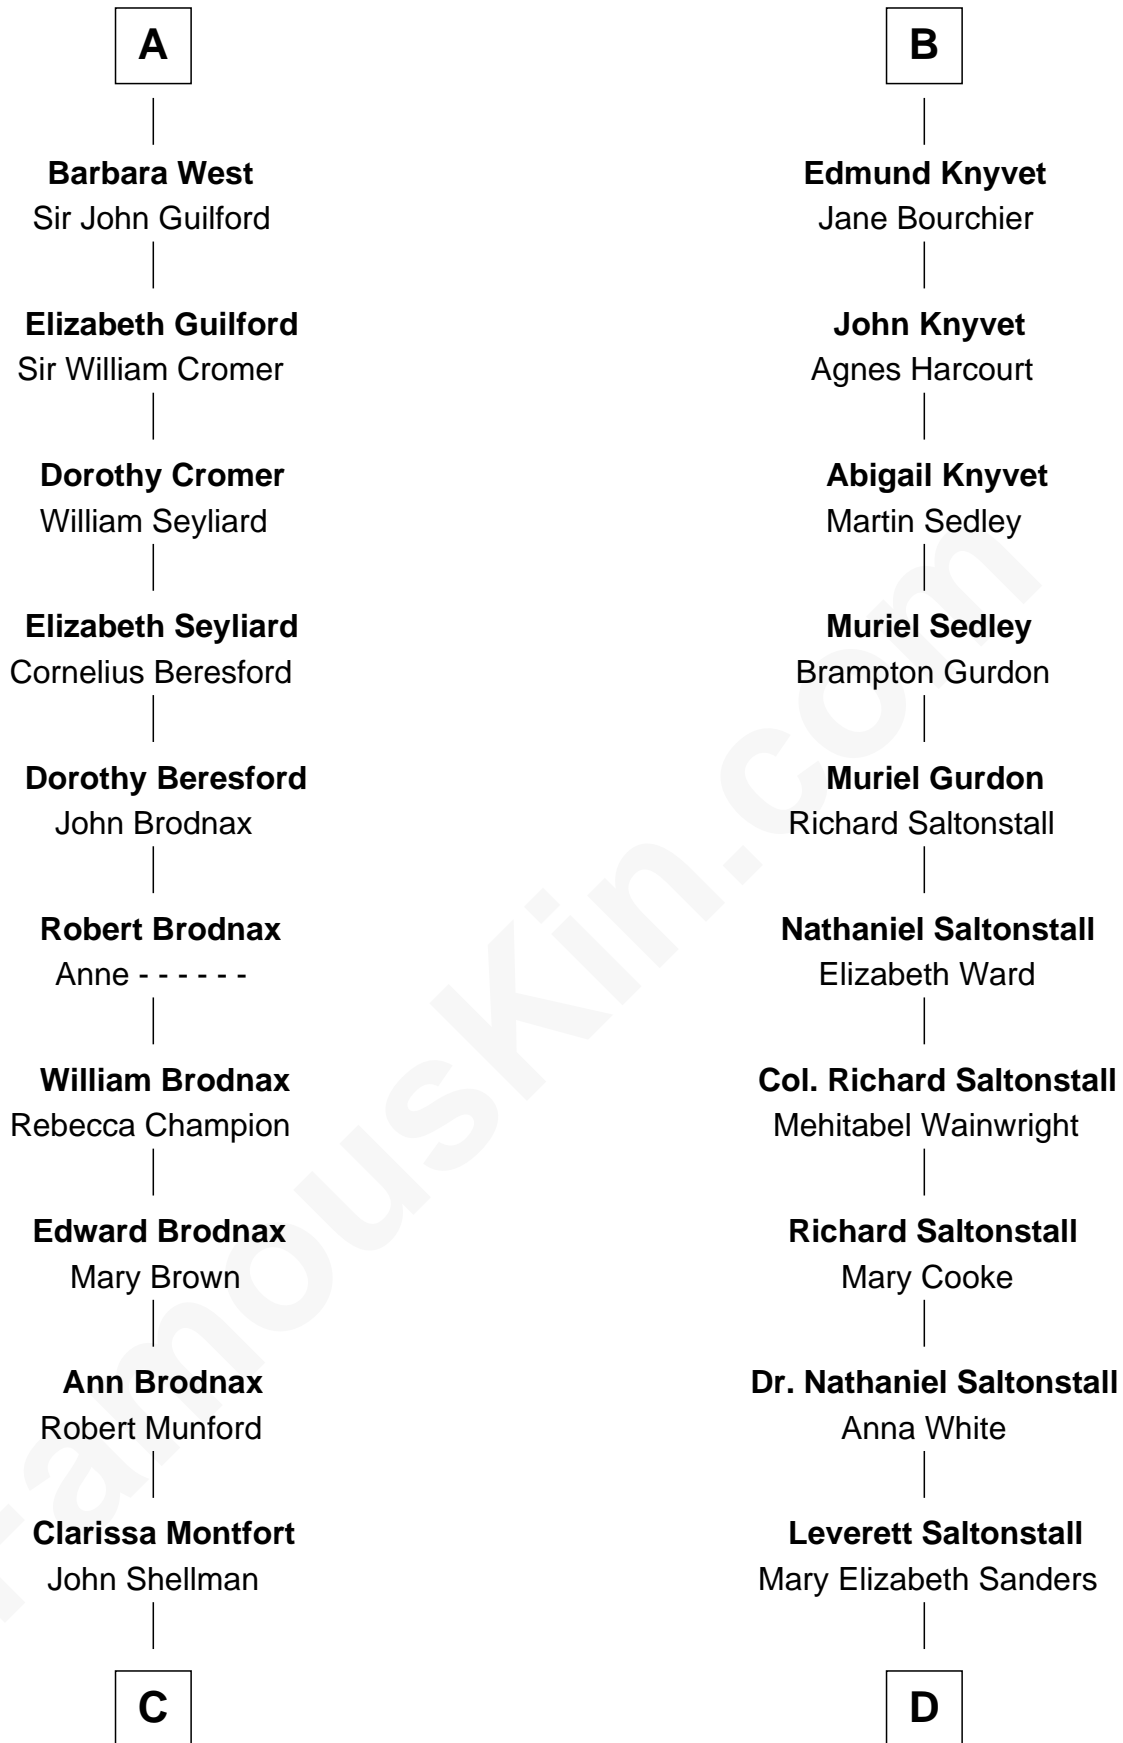 A
Barbara West
Sir John Guilford
Elizabeth Guilford
Sir William Cromer
Dorothy Cromer
William Seyliard
Elizabeth Seyliard
Cornelius Beresford
Dorothy Beresford
John Brodnax
Robert Brodnax
Anne - - - - - -
William Brodnax
Rebecca Champion
Edward Brodnax
Mary Brown
Ann Brodnax
Robert Munford
Clarissa Montfort
John Shellman
C
B
Edmund Knyvet
Jane Bourchier
John Knyvet
Agnes Harcourt
Abigail Knyvet
Martin Sedley
Muriel Sedley
Brampton Gurdon
Muriel Gurdon
Richard Saltonstall
Nathaniel Saltonstall
Elizabeth Ward
Col. Richard Saltonstall
Mehitabel Wainwright
Richard Saltonstall
Mary Cooke
Dr. Nathaniel Saltonstall
Anna White
Leverett Saltonstall
Mary Elizabeth Sanders
D
FamousKin.com